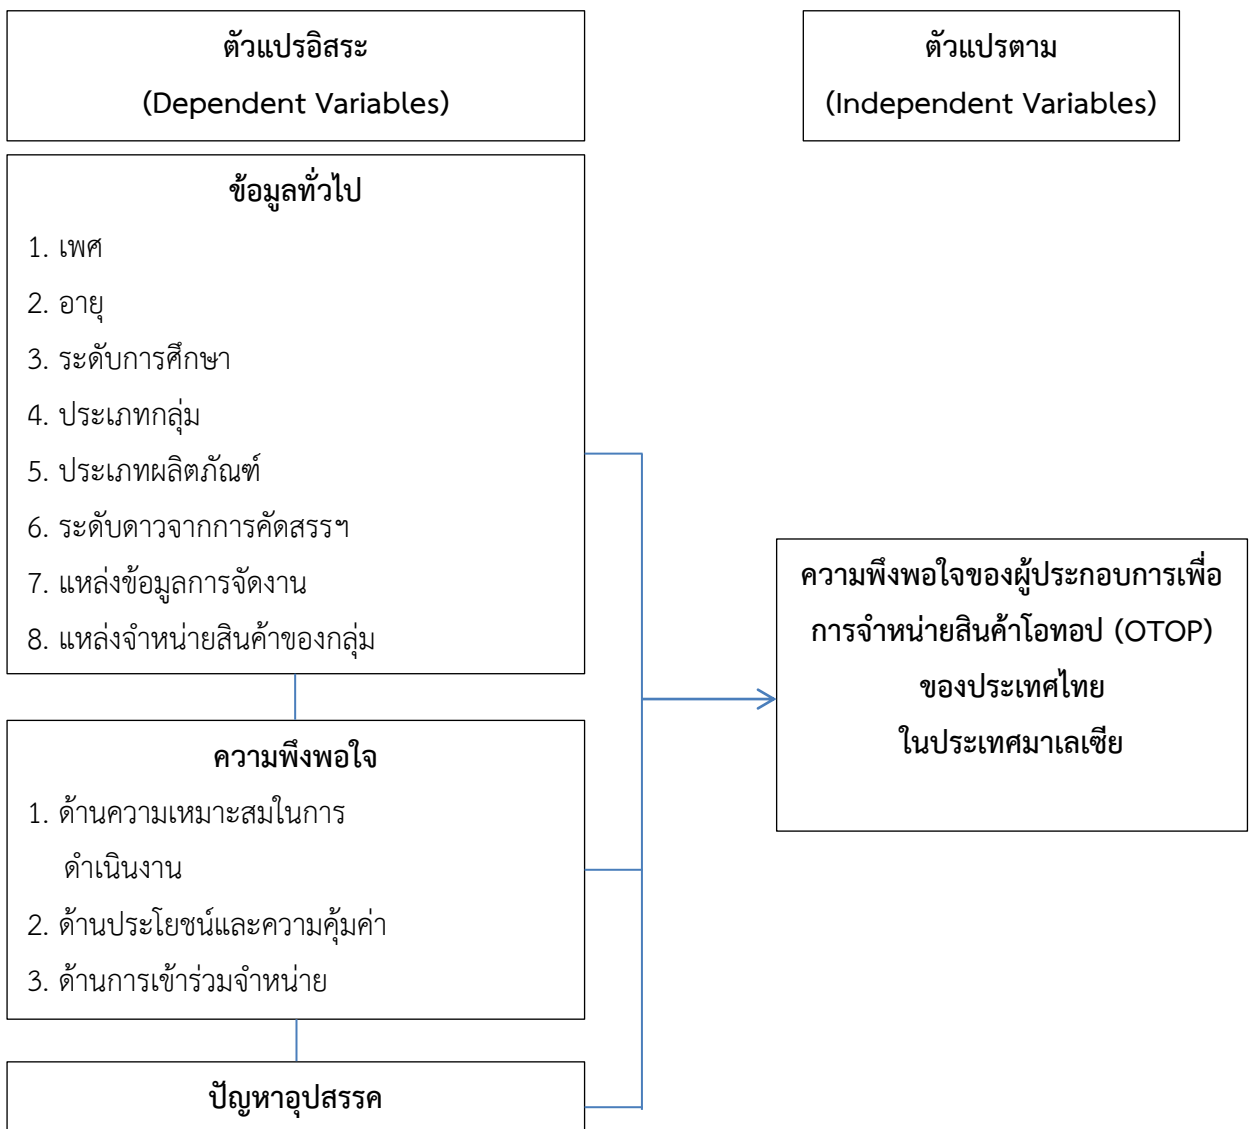 ตัวแปรอิสระ
(Dependent Variables)
ตัวแปรตาม
(Independent Variables)
ข้อมูลทั่วไป
1. เพศ
2. อายุ
3. ระดับการศึกษา
4. ประเภทกลุ่ม
5. ประเภทผลิตภัณฑ์
6. ระดับดาวจากการคัดสรรฯ
7. แหล่งข้อมูลการจัดงาน
8. แหล่งจำหน่ายสินค้าของกลุ่ม
ความพึงพอใจ
1. ด้านความเหมาะสมในการ
ดำเนินงาน
2. ด้านประโยชน์และความคุ้มค่า
3. ด้านการเข้าร่วมจำหน่าย
ปัญหาอุปสรรค
ความพึงพอใจของผู้ประกอบการเพื่อ
การจำหน่ายสินค้าโอทอป (OTOP)
ของประเทศไทย
ในประเทศมาเลเซีย